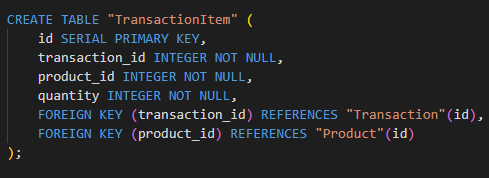 CREATE TABLE "TransactionItem" (
    id SERIAL PRIMARY KEY,
    transaction_id INTEGER NOT NULL,
    product_id INTEGER NOT NULL,
    quantity INTEGER NOT NULL,
    FOREIGN KEY (transaction_id) REFERENCES "Transaction"(id),
    FOREIGN KEY (product_id) REFERENCES "Product"(id)
);